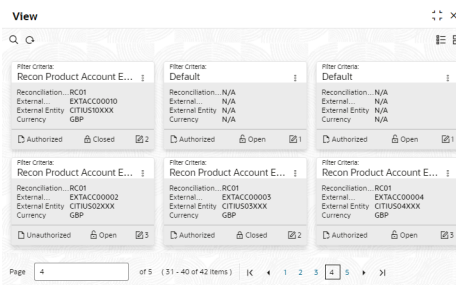 View
Filter Criteria:
Recon Product Account E...
Reconciliation... RC01
External... EXTACC00010
External Entity CITIUS10XXX
Currency GBP
Authorized Closed 2
Filter Criteria:
Default
Reconciliation... N/A
External... N/A
External Entity N/A
Currency N/A
Authorized Open 1
Filter Criteria:
Default
Reconciliation... N/A
External... N/A
External Entity N/A
Currency N/A
Authorized Open 1
Filter Criteria:
Recon Product Account E...
Reconciliation... RC01
External... EXTACC00002
External Entity CITIUS02XXX
Currency GBP
Unauthorized Open 3
Filter Criteria:
Recon Product Account E...
Reconciliation... RC01
External... EXTACC00003
External Entity CITIUS03XXX
Currency GBP
Authorized Closed 2
Filter Criteria:
Recon Product Account E...
Reconciliation... RC01
External... EXTACC00004
External Entity CITIUS04XXX
Currency GBP
Authorized Open 3
Page 4 of 5 (31 - 40 of 42 items) 1 2 3 4 5